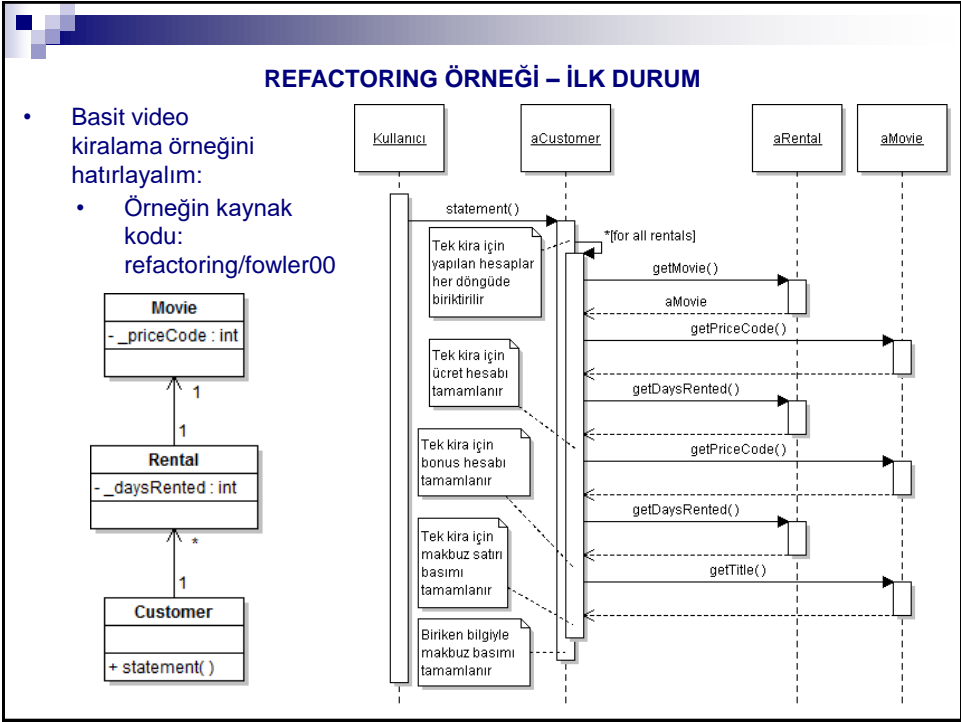 REFACTORING ÖRNEĞİ – İLK DURUM
• Basit video
kiralama örneğini
hatırlayalım:
• Örneğin kaynak
kodu:
refactoring/fowler00
Movie
- _priceCode : int
1
1
Rental
- _daysRented : int
*
1
Customer
+ statement( )
Kullanıcı
aCustomer
aRental
aMovie
statement( )
*[for all rentals]
Tek kira için
yapılan hesaplar
her döngüde
biriktirilir
getMovie( )
aMovie
getPriceCode( )
Tek kira için
ücret hesabı
tamamlanır
getDaysRented( )
Tek kira için
bonus hesabı
tamamlanır
getPriceCode( )
getDaysRented( )
Tek kira için
makbuz satırı
basımı
tamamlanır
getTitle( )
Biriken bilgiyle
makbuz basımı
tamamlanır